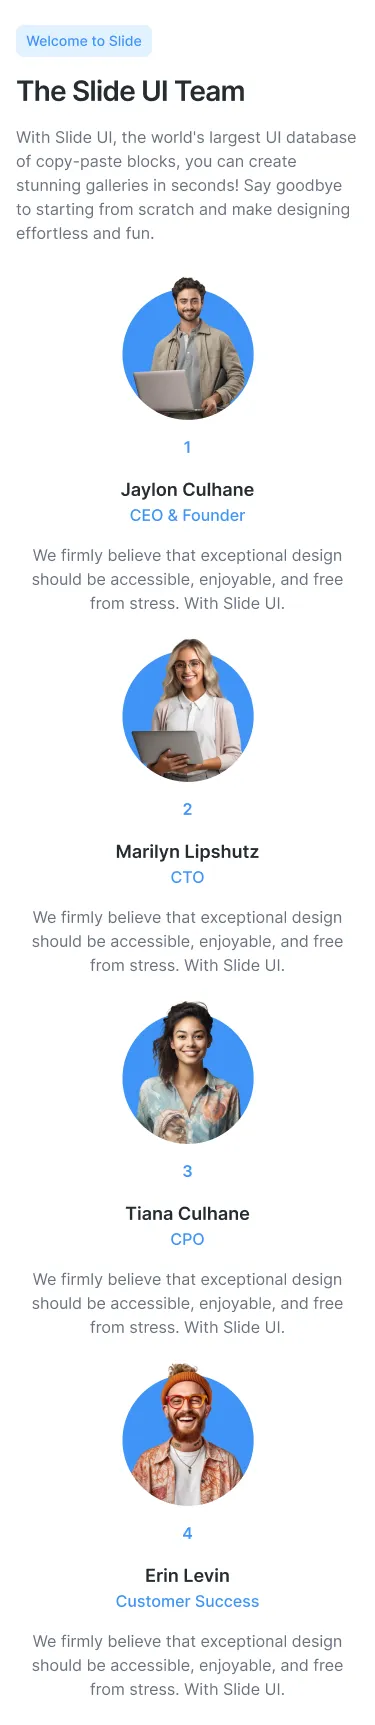 Welcome to Slide
The Slide UI Team
With Slide UI, the world's largest UI database
of copy-paste blocks, you can create
stunning galleries in seconds! Say goodbye
to starting from scratch and make designing
effortless and fun.
1
Jaylon Culhane
CEO & Founder
We firmly believe that exceptional design
should be accessible, enjoyable, and free
from stress. With Slide UI.
2
Marilyn Lipshutz
CTO
We firmly believe that exceptional design
should be accessible, enjoyable, and free
from stress. With Slide UI.
3
Tiana Culhane
CPO
We firmly believe that exceptional design
should be accessible, enjoyable, and free
from stress. With Slide UI.
4
Erin Levin
Customer Success
We firmly believe that exceptional design
should be accessible, enjoyable, and free
from stress. With Slide UI.